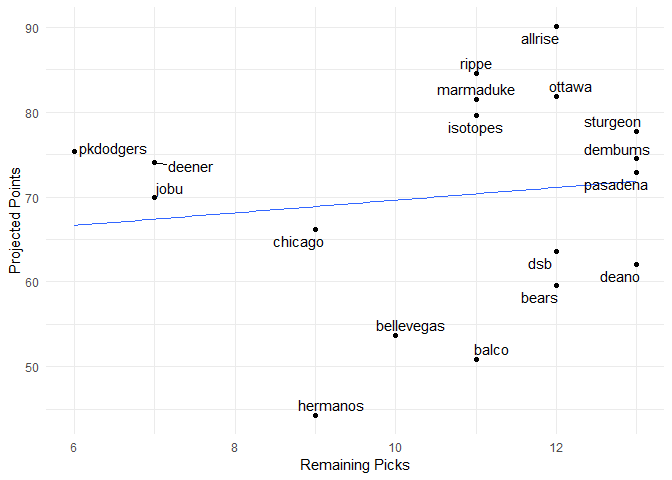 90
allrise
rippe
marmaduke
ottawa
80
sturgeon
isotopes
pkdodgers
dembums
deener
pasadena
jobu
70
Projected Points
chicago
dsb
deano
60
bears
bellevegas
balco
50
hermanos
6
8
10
12
Remaining Picks